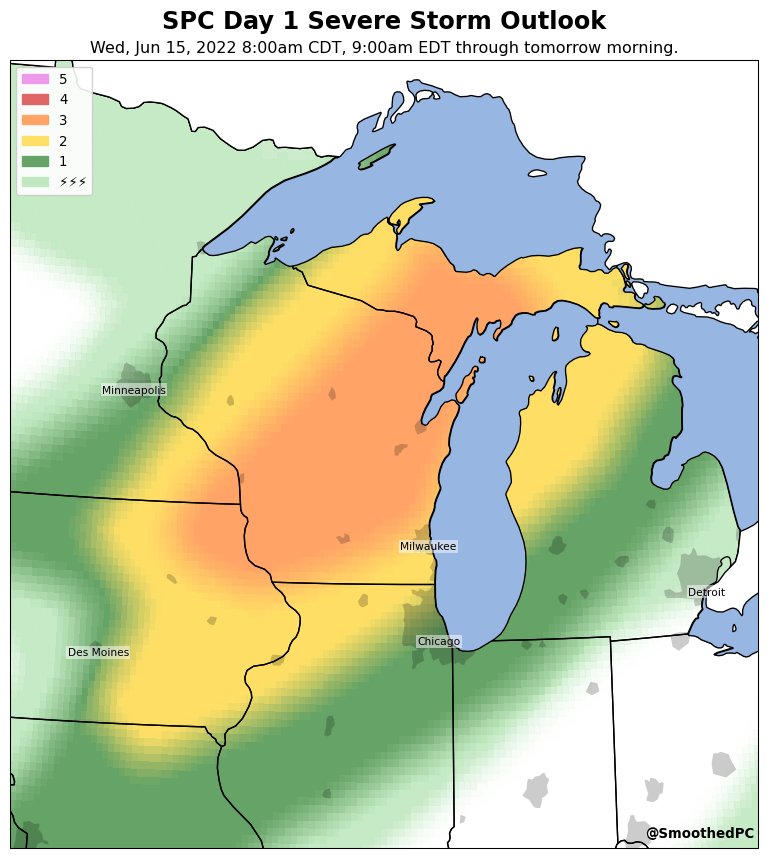 SPC Day 1 Severe Storm Outlook
Wed, Jun 15, 2022 8:00am CDT, 9:00am EDT through tomorrow morning.
5
4
3
2
1
⚡⚡⚡
Minneapolis
Milwaukee
Detroit
Chicago
Des Moines
@SmoothedPC